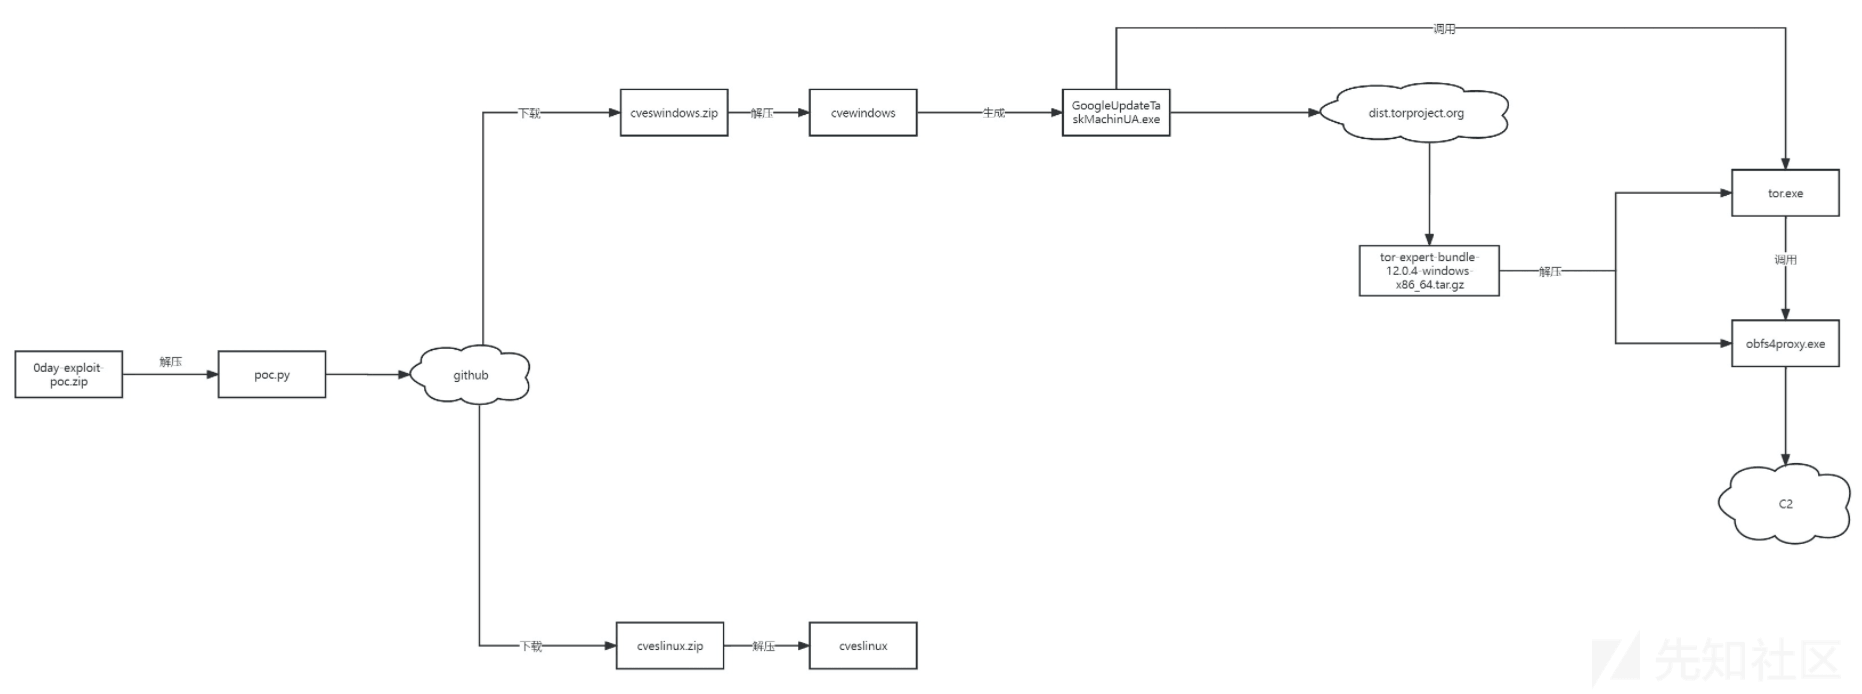 调用
下载
cveswindows.zip
解压
cvewindows
生成
GoogleUpdateTa
skMachinUA.exe
dist.torproject.org
tor.exe
调用
tor-expert-bundle-
12.0.4-windows-
x86_64.tar.gz
解压
obfs4proxy.exe
0day-exploit-
poc.zip
解压
poc.py
github
C2
下载
cveslinux.zip
解压
cveslinux
先知社区